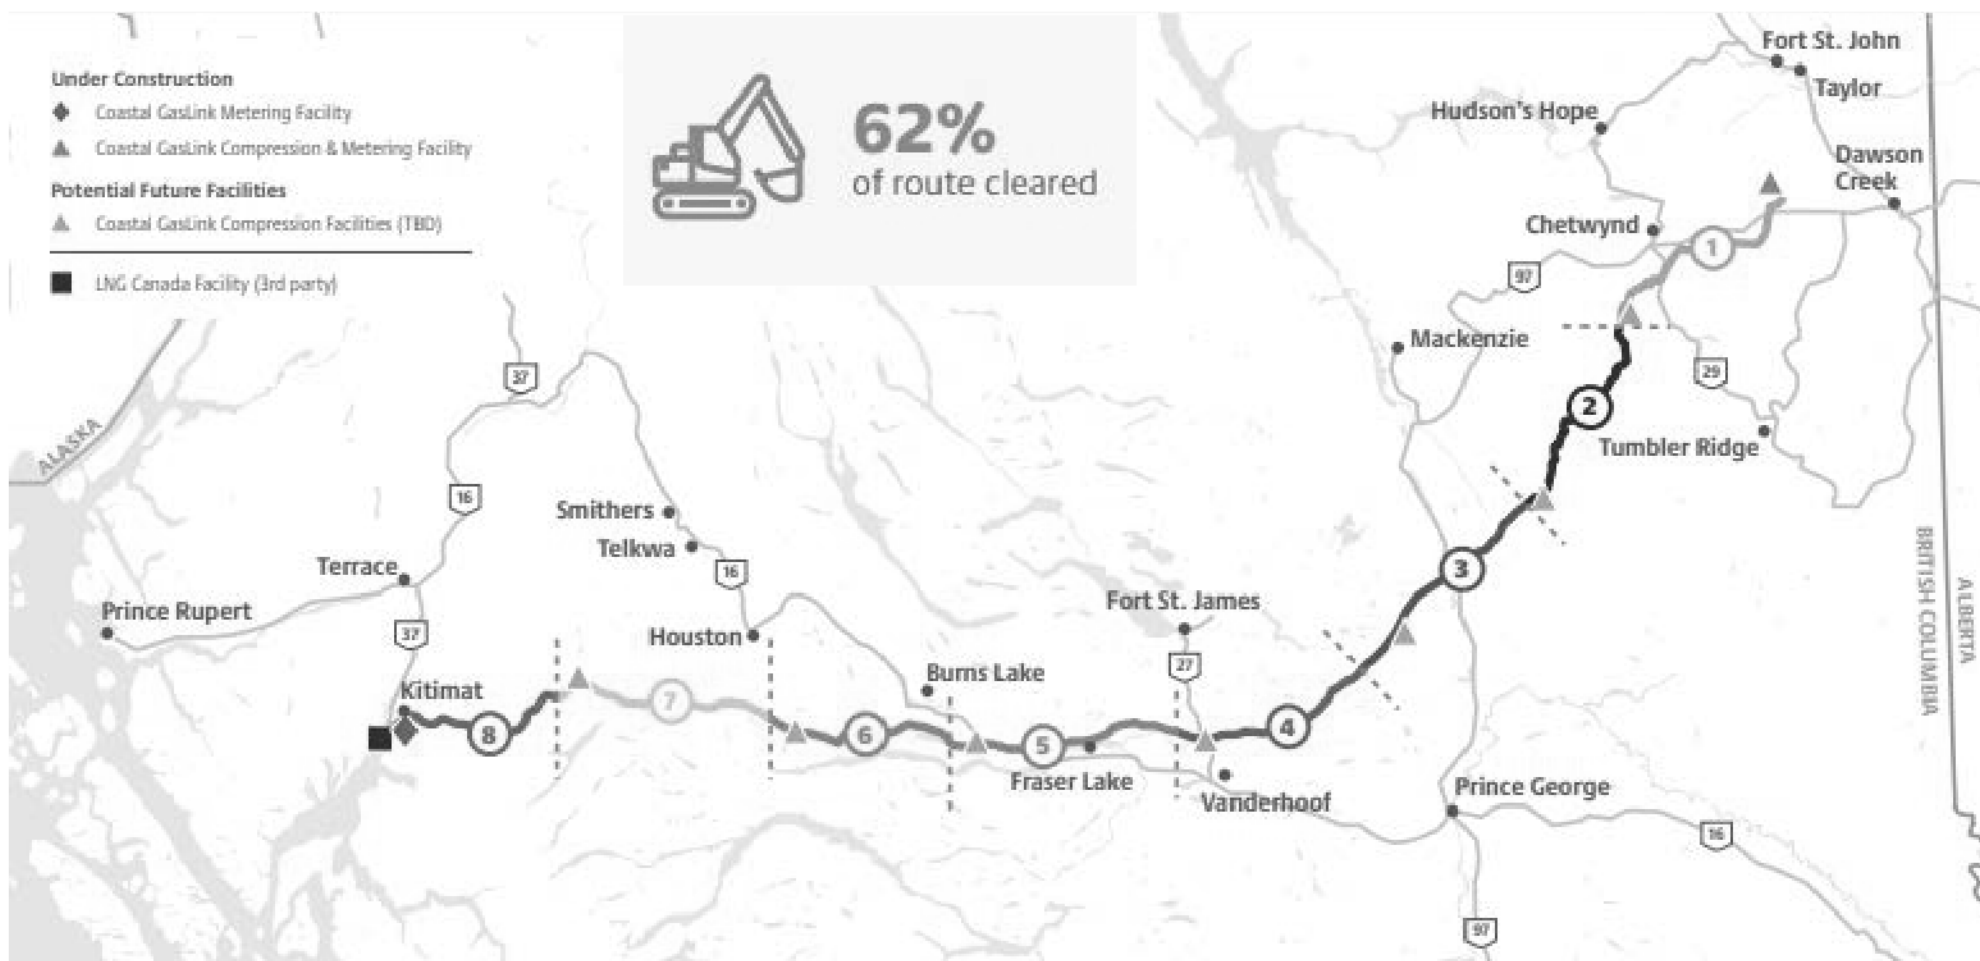 Under Construction
Coastal GasLink Metering Facility
Coastal GasLink Compression & Metering Facility
Potential Future Facilities
Coastal GasLink Compression Facilities (TBD)
LNG Canada Facility (3rd party)
62%
of route cleared
Fort St. John
Taylor
Hudson's Hope
Dawson
Creek
Chetwynd
1
97
Mackenzie
29
2
Tumbler Ridge
37
ALASKA
16
Smithers
Telkwa
16
3
Terrace
Prince Rupert
37
Houston
Fort St. James
27
BRITISH COLUMBIA
ALBERTA
Burns Lake
Kitimat
8
7
6
5
4
Fraser Lake
Vanderhoof
Prince George
16
97